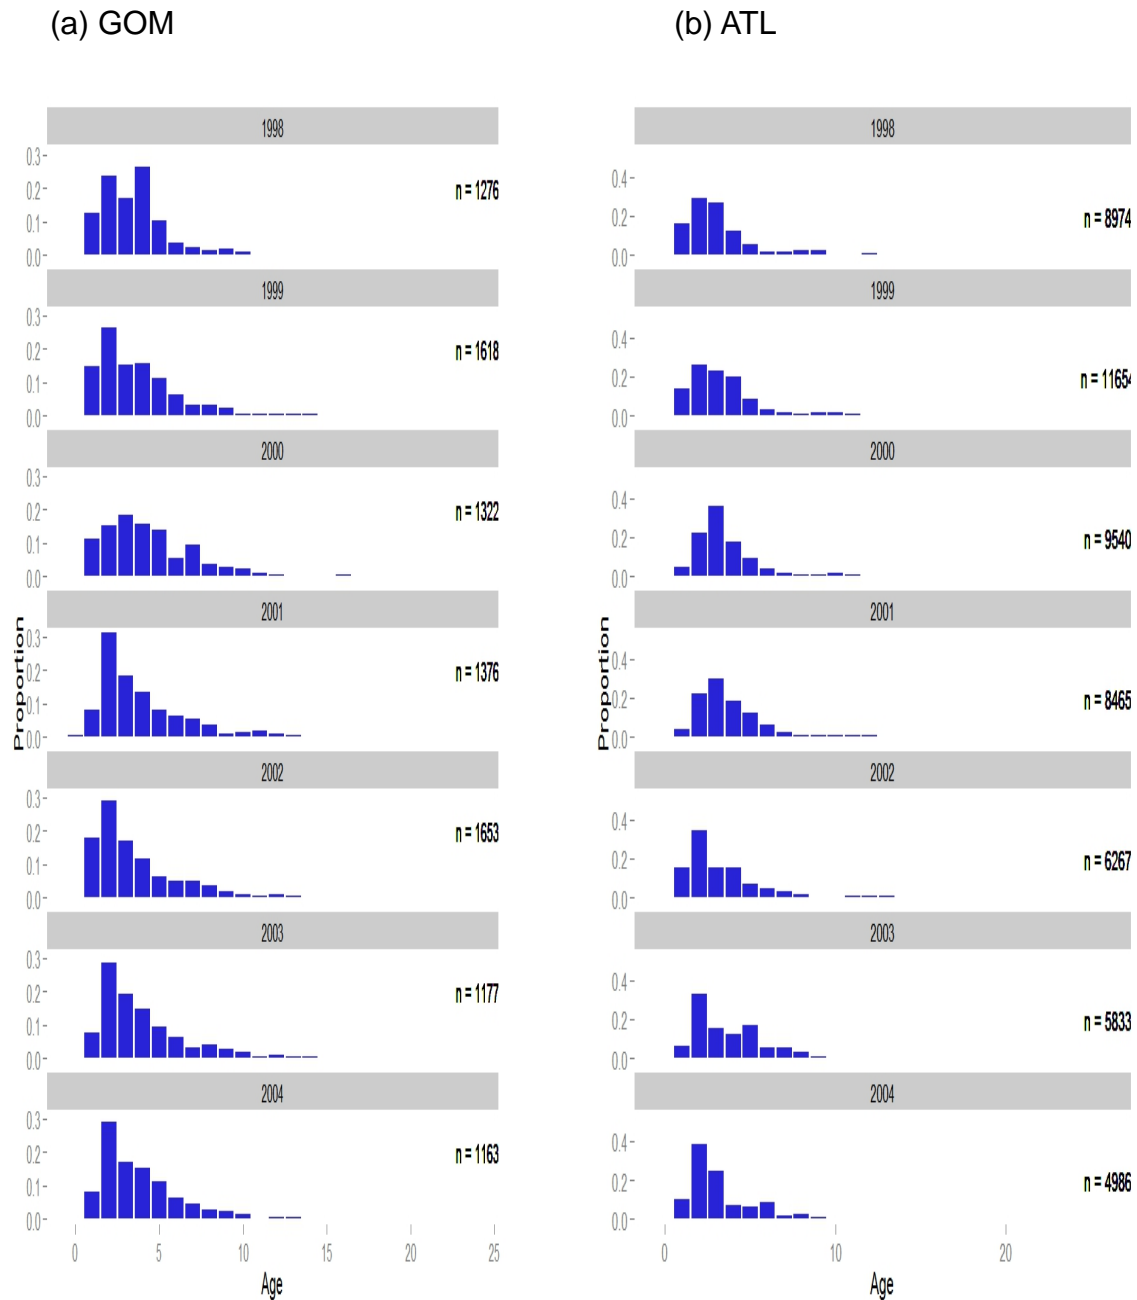 (a) GOM
1998
0.3
0.2
0.1
0.0
n = 1276
1999
0.3
0.2
0.1
0.0
n = 1618
2000
0.3
0.2
0.1
0.0
n = 1322
2001
0.3
0.2
0.1
0.0
n = 1376
2002
0.3
0.2
0.1
0.0
n = 1653
2003
0.3
0.2
0.1
0.0
n = 1177
2004
0.3
0.2
0.1
0.0
n = 1163
Proportion
0 5 10 15 20 25
Age
(b) ATL
1998
0.4
0.2
0.0
n = 8974
1999
0.4
0.2
0.0
n = 11654
2000
0.4
0.2
0.0
n = 9540
2001
0.4
0.2
0.0
n = 8465
2002
0.4
0.2
0.0
n = 6267
2003
0.4
0.2
0.0
n = 5833
2004
0.4
0.2
0.0
n = 4986
Proportion
0 10 20
Age